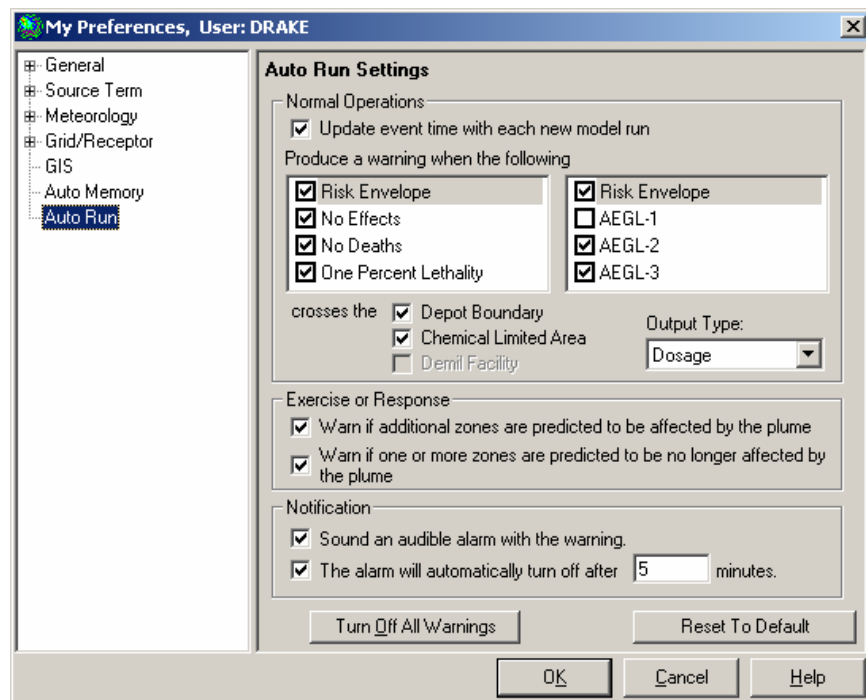 My Preferences, User: DRAKE
General
Source Term
Meteorology
Grid/Receptor
GIS
Auto Memory
Auto Run
Auto Run Settings
Normal Operations
Update event time with each new model run
Produce a warning when the following
Risk Envelope
No Effects
No Deaths
One Percent Lethality
Risk Envelope
AEGL-1
AEGL-2
AEGL-3
crosses the
Depot Boundary
Chemical Limited Area
Demil Facility
Output Type:
Dosage
Exercise or Response
Warn if additional zones are predicted to be affected by the plume
Warn if one or more zones are predicted to be no longer affected by
the plume
Notification
Sound an audible alarm with the warning.
The alarm will automatically turn off after 5 minutes.
Turn Off All Warnings
Reset To Default
OK
Cancel
Help